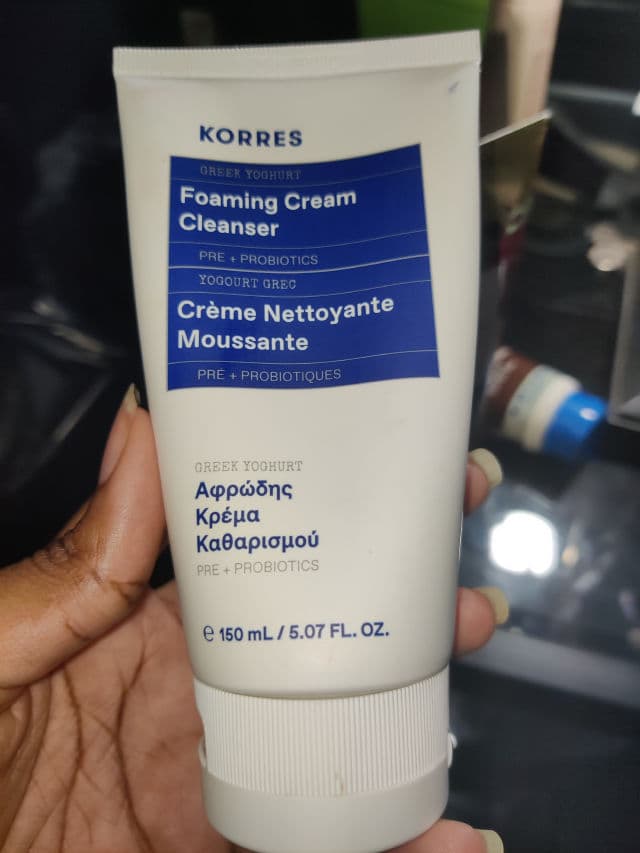 KORRES
GREEK YOGHURT
Foaming Cream
Cleanser
PRE + PROBIOTICS
YOGOURT GREC
Crème Nettoyante
Moussante
PRÉ + PROBIOTIQUES
GREEK YOGHURT
Αφρώδης
Κρέμα
Καθαρισμού
PRE + PROBIOTICS
℮ 150 mL / 5.07 FL. OZ.